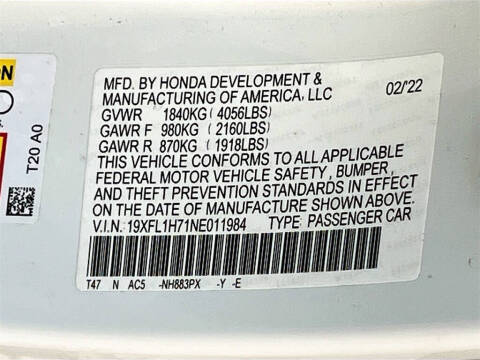 MFD. BY HONDA DEVELOPMENT &
MANUFACTURING OF AMERICA, LLC 02/'22
GVWR 1840KG (4056LBS)
GAWR F 980KG (2160LBS)
GAWR R 870KG (1918LBS)
THIS VEHICLE CONFORMS TO ALL APPLICABLE
FEDERAL MOTOR VEHICLE SAFETY, BUMPER,
AND THEFT PREVENTION STANDARDS IN EFFECT
ON THE DATE OF MANUFACTURE SHOWN ABOVE.
V.I.N. 19XFL1H71NE011984 TYPE: PASSENGER CAR
T47 N AC5 -NH883PX -Y -E
T20 A0